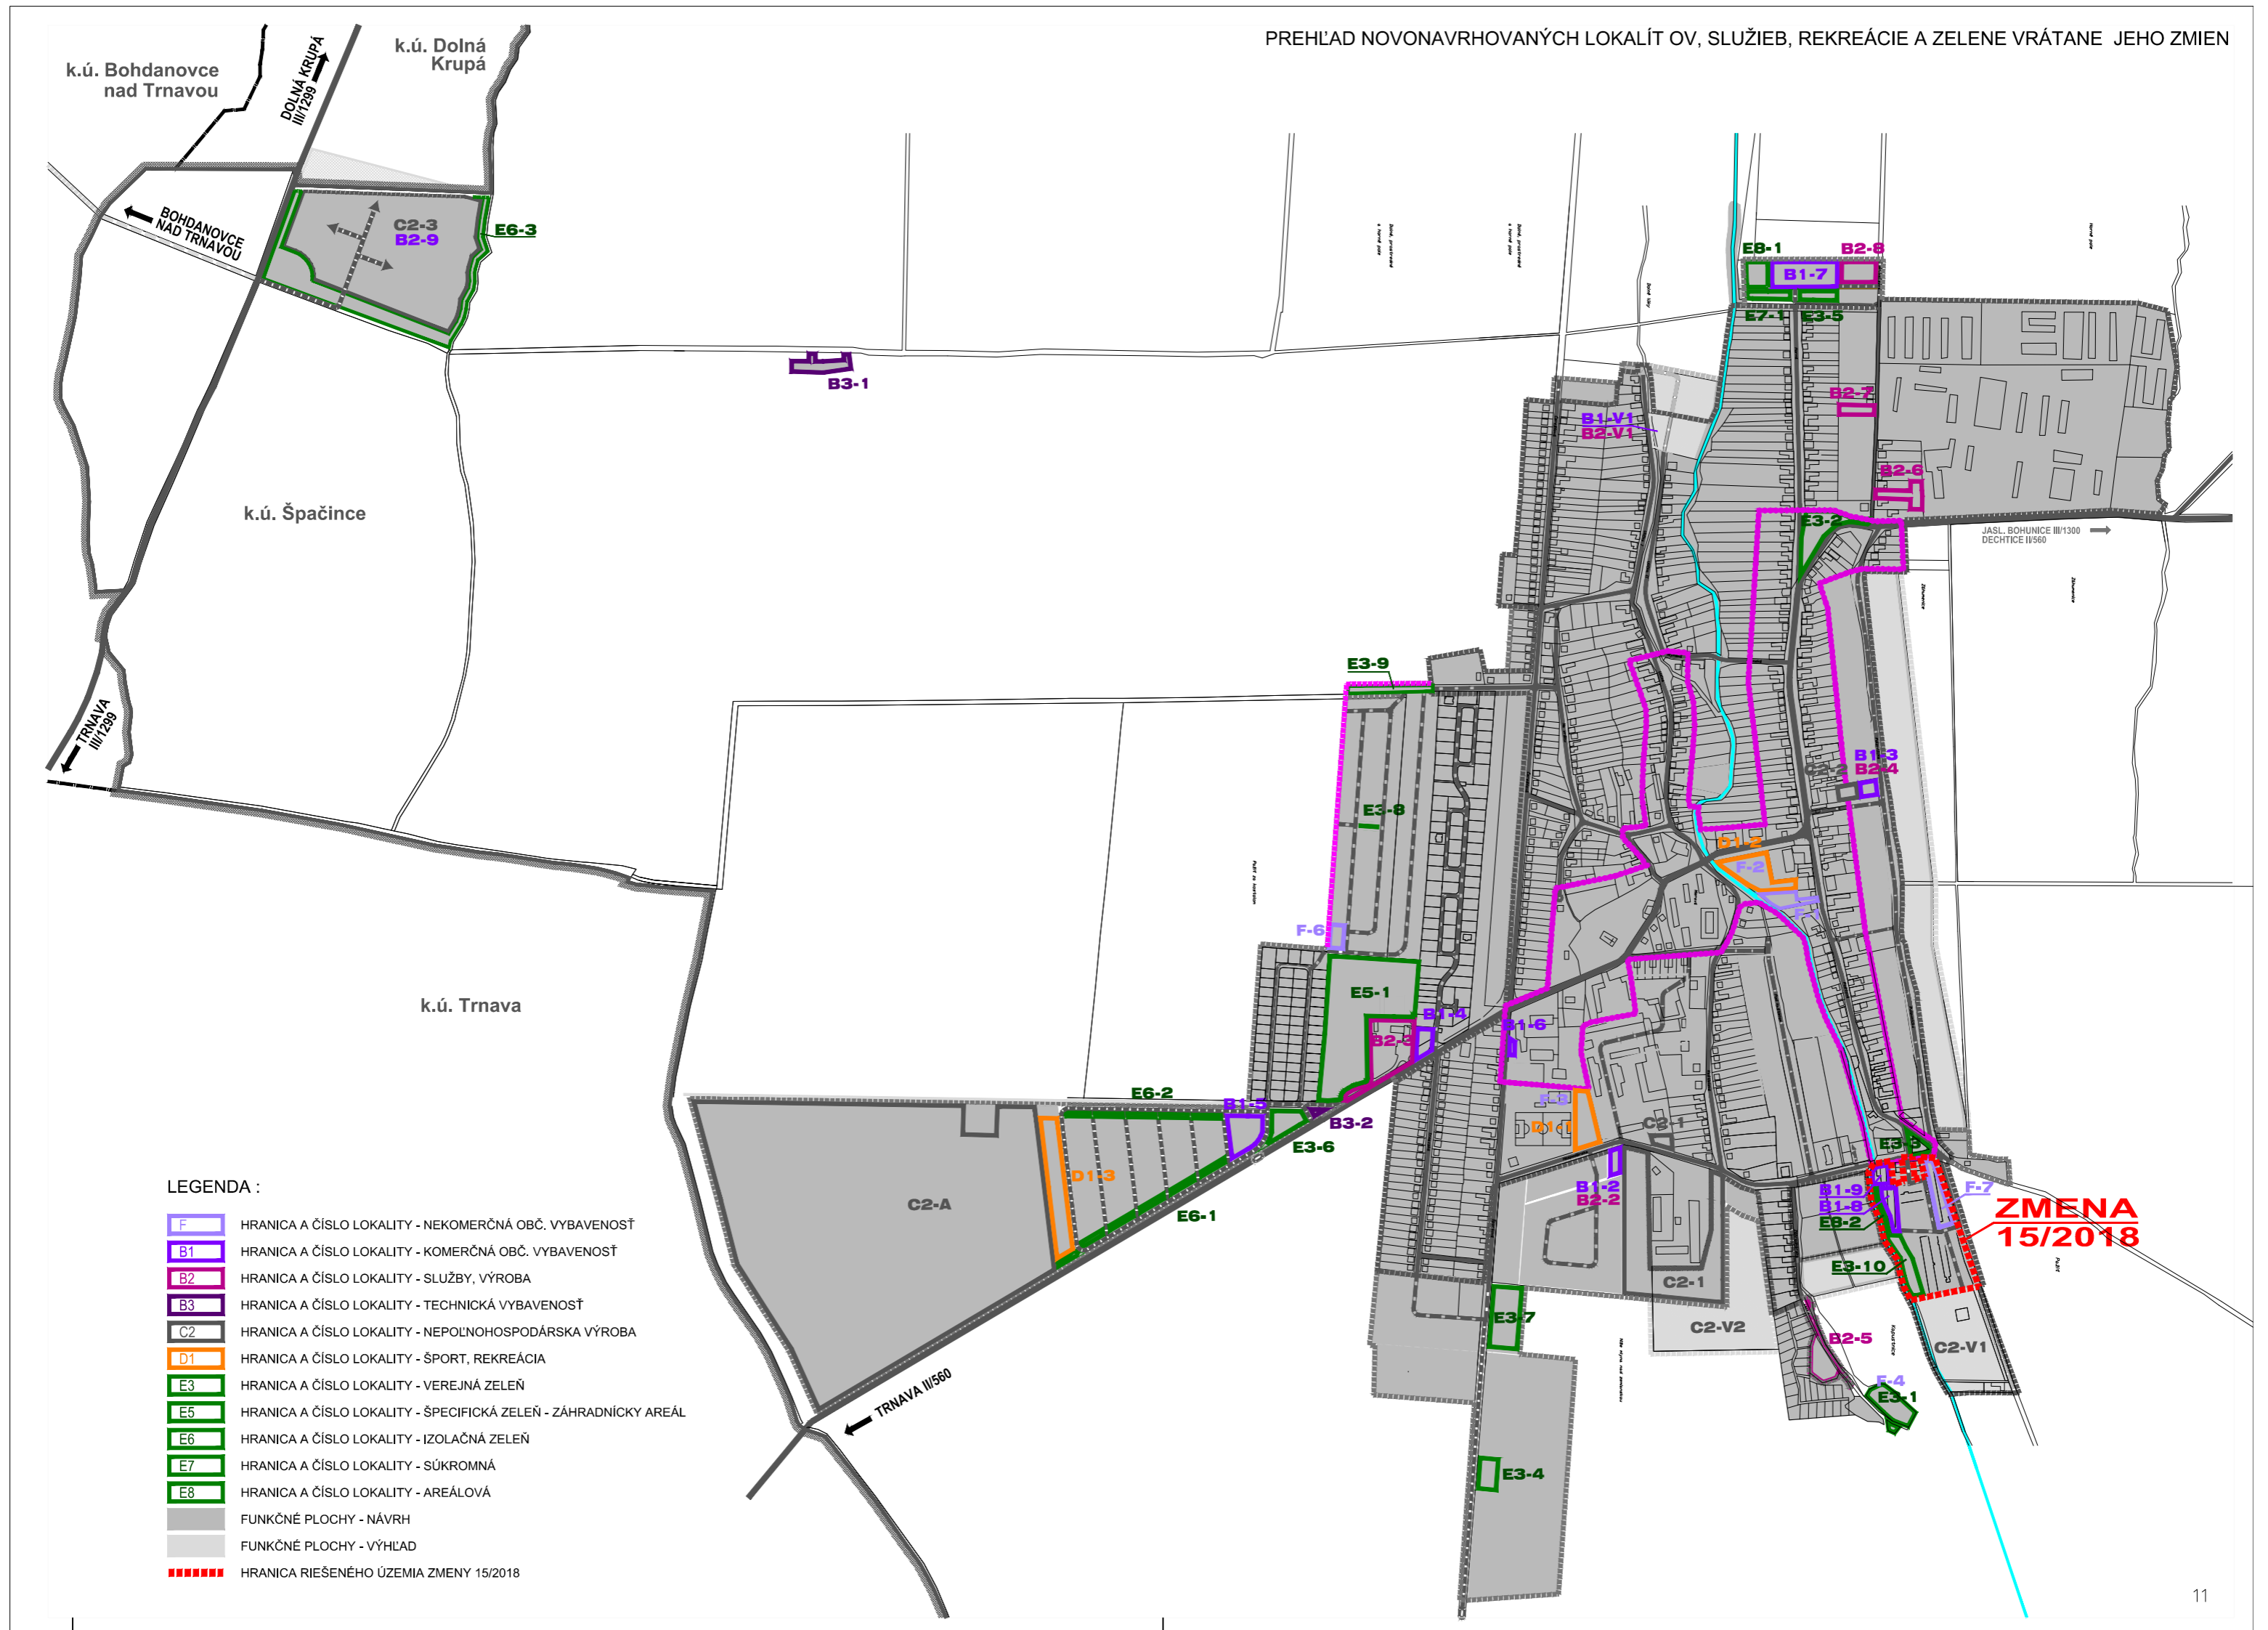 PREHĽAD NOVONAVRHOVANÝCH LOKALÍT OV, SLUŽIEB, REKREÁCIE A ZELENE VRÁTANE JEHO ZMIEN
k.ú. Bohdanovce
nad Trnavou
DOLNÁ KRUPÁ
III/1299
k.ú. Dolná
Krupá
BOHDANOVCE
NAD TRNAVOU
C2-3
B2-9
E6-3
B3-1
k.ú. Špačince
TRNAVA
III/1299
k.ú. Trnava
E8-1
B1-7
B2-8
E7-1
E3-5
B2-7
B1-V1
B2-V1
B2-6
E3-2
JASL. BOHUNICE III/1300
DECHTICE II/560
E3-9
E3-8
B1-3
C2-2
B2-4
D1-2
F-2
F-1
F-6
E5-1
B1-4
B2-3
B1-6
E6-2
B1-5
B3-2
E3-6
F-3
D1-1
C2-1
E3-3
D1-3
C2-A
E6-1
B1-2
B2-2
B1-9
B1-8
F-7
ZMENA
15/2018
E3-10
C2-1
E3-7
C2-V2
B2-5
C2-V1
F-4
E3-1
E3-4
TRNAVA II/560
LEGENDA :
F HRANICA A ČÍSLO LOKALITY - NEKOMERČNÁ OBČ. VYBAVENOSŤ
B1 HRANICA A ČÍSLO LOKALITY - KOMERČNÁ OBČ. VYBAVENOSŤ
B2 HRANICA A ČÍSLO LOKALITY - SLUŽBY, VÝROBA
B3 HRANICA A ČÍSLO LOKALITY - TECHNICKÁ VYBAVENOSŤ
C2 HRANICA A ČÍSLO LOKALITY - NEPOĽNOHOSPODÁRSKA VÝROBA
D1 HRANICA A ČÍSLO LOKALITY - ŠPORT, REKREÁCIA
E3 HRANICA A ČÍSLO LOKALITY - VEREJNÁ ZELEŇ
E5 HRANICA A ČÍSLO LOKALITY - ŠPECIFICKÁ ZELEŇ - ZÁHRADNÍCKY AREÁL
E6 HRANICA A ČÍSLO LOKALITY - IZOLAČNÁ ZELEŇ
E7 HRANICA A ČÍSLO LOKALITY - SÚKROMNÁ
E8 HRANICA A ČÍSLO LOKALITY - AREÁLOVÁ
FUNKČNÉ PLOCHY - NÁVRH
FUNKČNÉ PLOCHY - VÝHĽAD
HRANICA RIEŠENÉHO ÚZEMIA ZMENY 15/2018
11